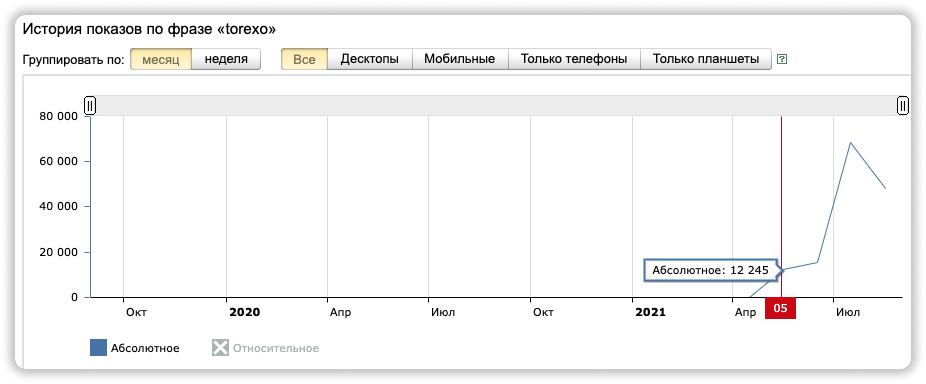 История показов по фразе «torexo»
Группировать по: месяц неделя Все Десктопы Мобильные Только телефоны Только планшеты ?
80 000
60 000
40 000
20 000
Абсолютное: 12 245
0
Окт 2020 Апр Июл Окт 2021 Апр 05 Июл
Абсолютное Относительное